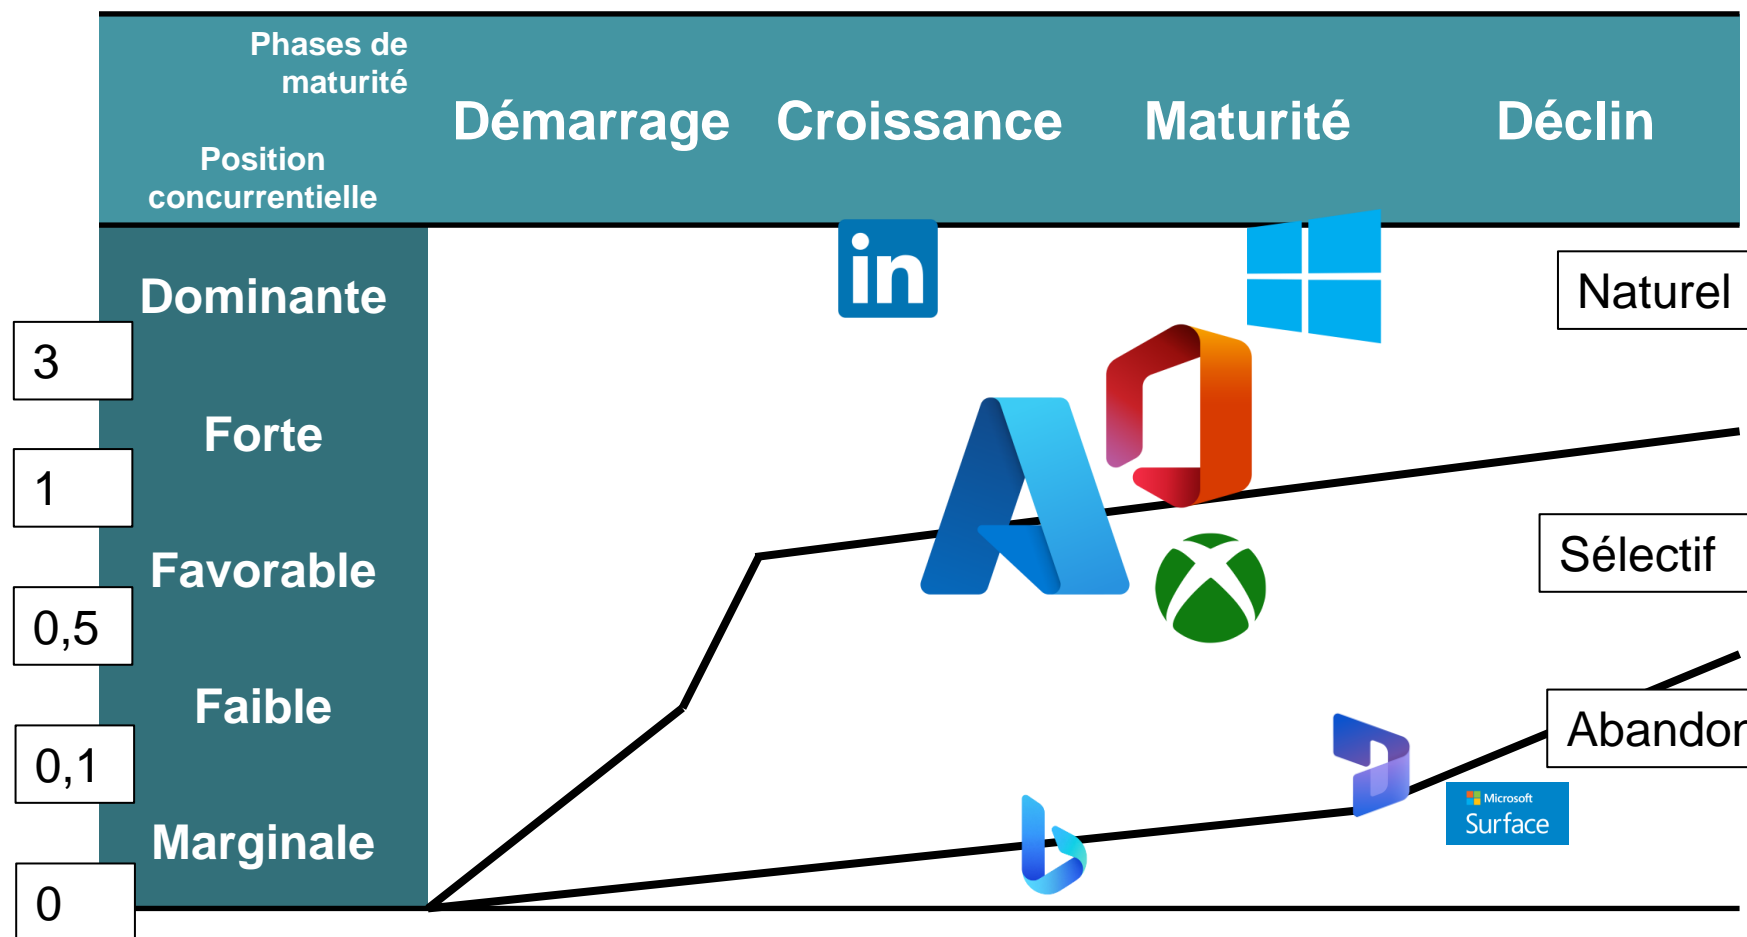 Phases de
maturité
Position
concurrentielle
Démarrage
Croissance
Maturité
Déclin
Dominante
Forte
Favorable
Faible
Marginale
3
1
0,5
0,1
0
in
Naturel
Sélectif
Abandon
Microsoft
Surface